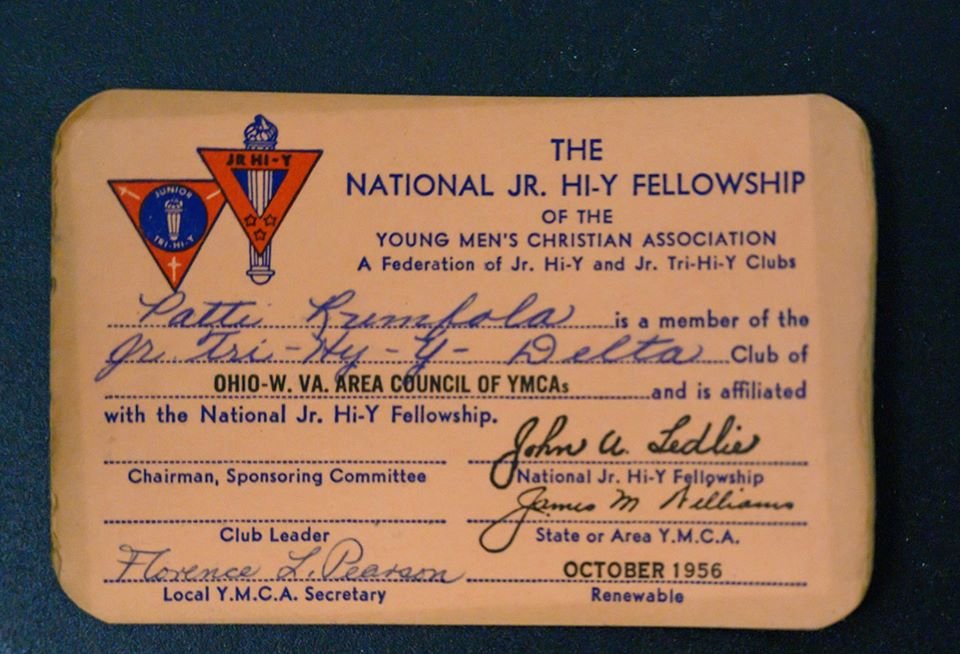 JR HI-Y
JUNIOR
TRI-HI-Y
THE
NATIONAL JR. HI-Y FELLOWSHIP
OF THE
YOUNG MEN'S CHRISTIAN ASSOCIATION
A Federation of Jr. Hi-Y and Jr. Tri-Hi-Y Clubs
Patti Krumfola is a member of the
Jr. Tri-Hy-Y- Delta Club of
OHIO-W. VA. AREA COUNCIL OF YMCAs and is affiliated
with the National Jr. Hi-Y Fellowship.
John A. Ledlie
Chairman, Sponsoring Committee National Jr. Hi-Y Fellowship
James M Williams
Club Leader State or Area Y.M.C.A.
Florence L. Pearson OCTOBER 1956
Local Y.M.C.A. Secretary Renewable